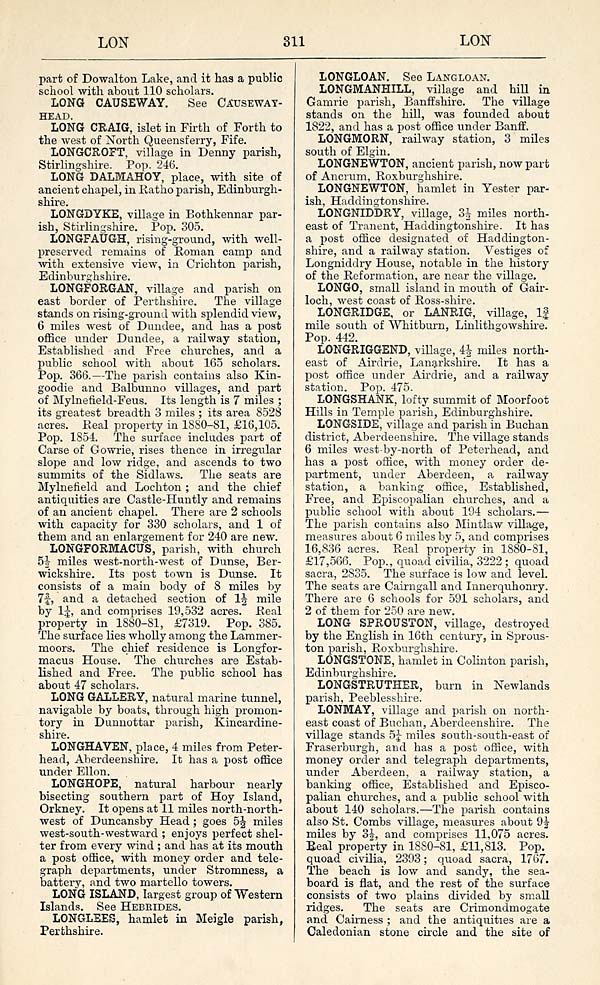 LON
311
LON
part of Dowalton Lake, and it has a public
school with about 110 scholars.
LONG CAUSEWAY. See CAUSEWAY-
HEAD.
LONG CRAIG, islet in Firth of Forth to
the west of North Queensferry, Fife.
LONGCROFT, village in Denny parish,
Stirlingshire. Pop. 246.
LONG DALMAHOY, place, with site of
ancient chapel, in Ratho parish, Edinburgh-
shire.
LONGDYKE, village in Bothkennar par-
ish, Stirlingshire. Pop. 305.
LONGFAUGH, rising-ground, with well-
preserved remains of Roman camp and
with extensive view, in Crichton parish,
Edinburghshire.
LONGFORGAN, village and parish on
east border of Perthshire. The village
stands on rising-ground with splendid view,
6 miles west of Dundee, and has a post
office under Dundee, a railway station,
Established and Free churches, and a
public school with about 165 scholars.
Pop. 366.—The parish contains also Kin-
goodie and Balbunno villages, and part
of Mylnefield-Feus. Its length is 7 miles ;
its greatest breadth 3 miles ; its area 8528
acres. Real property in 1880-81, £16,105.
Pop. 1854. The surface includes part of
Carse of Gowrie, rises thence in irregular
slope and low ridge, and ascends to two
summits of the Sidlaws. The seats are
Mylnefield and Lochton ; and the chief
antiquities are Castle-Huntly and remains
of an ancient chapel. There are 2 schools
with capacity for 330 scholars, and 1 of
them and an enlargement for 240 are new.
LONGFORMACUS, parish, with church
5½ miles west-north-west of Dunse, Ber-
wickshire. Its post town is Dunse. It
consists of a main body of 8 miles by
7¾, and a detached section of 1½ mile
by 1¼, and comprises 19,532 acres. Real
property in 1880-81, £7319. Pop. 385.
The surface lies wholly among the Lammer-
moors. The chief residence is Longfor-
macus House. The churches are Estab-
lished and Free. The public school has
about 47 scholars.
LONG GALLERY, natural marine tunnel,
navigable by boats, through high promon-
tory in Dunnottar parish, Kincardine-
shire.
LONGHAVEN, place, 4 miles from Peter-
head, Aberdeenshire. It has a post office
under Ellon.
LONGHOPE, natural harbour nearly
bisecting southern part of Hoy Island,
Orkney. It opens at 11 miles north-north-
west of Duncansby Head ; goes 5½ miles
west-south-westward ; enjoys perfect shel-
ter from every wind ; and has at its mouth
a post office, with money order and tele-
graph departments, under Stromness, a
battery, and two martello towers.
LONG ISLAND, largest group of Western
Islands. See HEBRIDES.
LONGLEES, hamlet in Meigle parish,
Perthshire.
LONGLOAN. See LANGLOAN.
LONGMANHILL, village and hill in
Gamrie parish, Banffshire. The village
stands on the hill, was founded about
1822, and has a post office under Banff.
LONGMORN, railway station, 3 miles
south of Elgin.
LONGNEWTON, ancient parish, now part
of Ancrum, Roxburghshire.
LONGNEWTON, hamlet in Yester par-
ish, Haddingtonshire.
LONGNIDDRY, village, 3½ miles north-
east of Tranent, Haddingtonshire. It has
a post office designated of Haddington-
shire, and a railway station. Vestiges of
Longniddry House, notable in the history
of the Reformation, are near the village.
LONGO, small island in mouth of Gair-
loch, west coast of Ross-shire.
LONGRIDGE, or LANRIG, village, 1¾
mile south of Whitburn, Linlithgowshire.
Pop. 442.
LONGRIGGEND, village, 4½ miles north-
east of Airdrie, Lanarkshire. It has a
post office under Airdrie, and a railway
station. Pop. 475.
LONGSHANK, lofty summit of Moorfoot
Hills in Temple parish, Edinburghshire.
LONGSIDE, village and parish in Buchan
district, Aberdeenshire. The village stands
6 miles west-by-north of Peterhead, and
has a post office, with money order de-
partment, under Aberdeen, a railway
station, a banking office, Established,
Free, and Episcopalian churches, and a
public school with about 194 scholars.—
The parish contains also Mintlaw village,
measures about 6 miles by 5, and comprises
16,836 acres. Real property in 1880-81,
£17,566. Pop., quoad civilia, 3222 ; quoad
sacra, 2835. The surface is low and level.
The seats are Cairngall and Innerquhonry.
There are 6 schools for 591 scholars, and
2 of them for 250 are new.
LONG SPROUSTON, village, destroyed
by the English in 16th century, in Sprous-
ton parish, Roxburghshire.
LONGSTONE, hamlet in Colinton parish,
Edinburghshire.
LONGSTRUTHER, burn in Newlands
parish, Peeblesshire.
LONMAY, village and parish on north-
east coast of Buchan, Aberdeenshire. The
village stands 5¼ miles south-south-east of
Fraserburgh, and has a post office, with
money order and telegraph departments,
under Aberdeen, a railway station, a
banking office, Established and Episco-
palian churches, and a public school with
about 140 scholars.—The parish contains
also St. Combs village, measures about 9½
miles by 3½, and comprises 11,075 acres.
Real property in 1880-81, £11,813. Pop.
quoad civilia, 2393 ; quoad sacra, 1767.
The beach is low and sandy, the sea-
board is flat, and the rest of the surface
consists of two plains divided by small
ridges. The seats are Crimondmogate
and Cairness ; and the antiquities are a
Caledonian stone circle and the site of